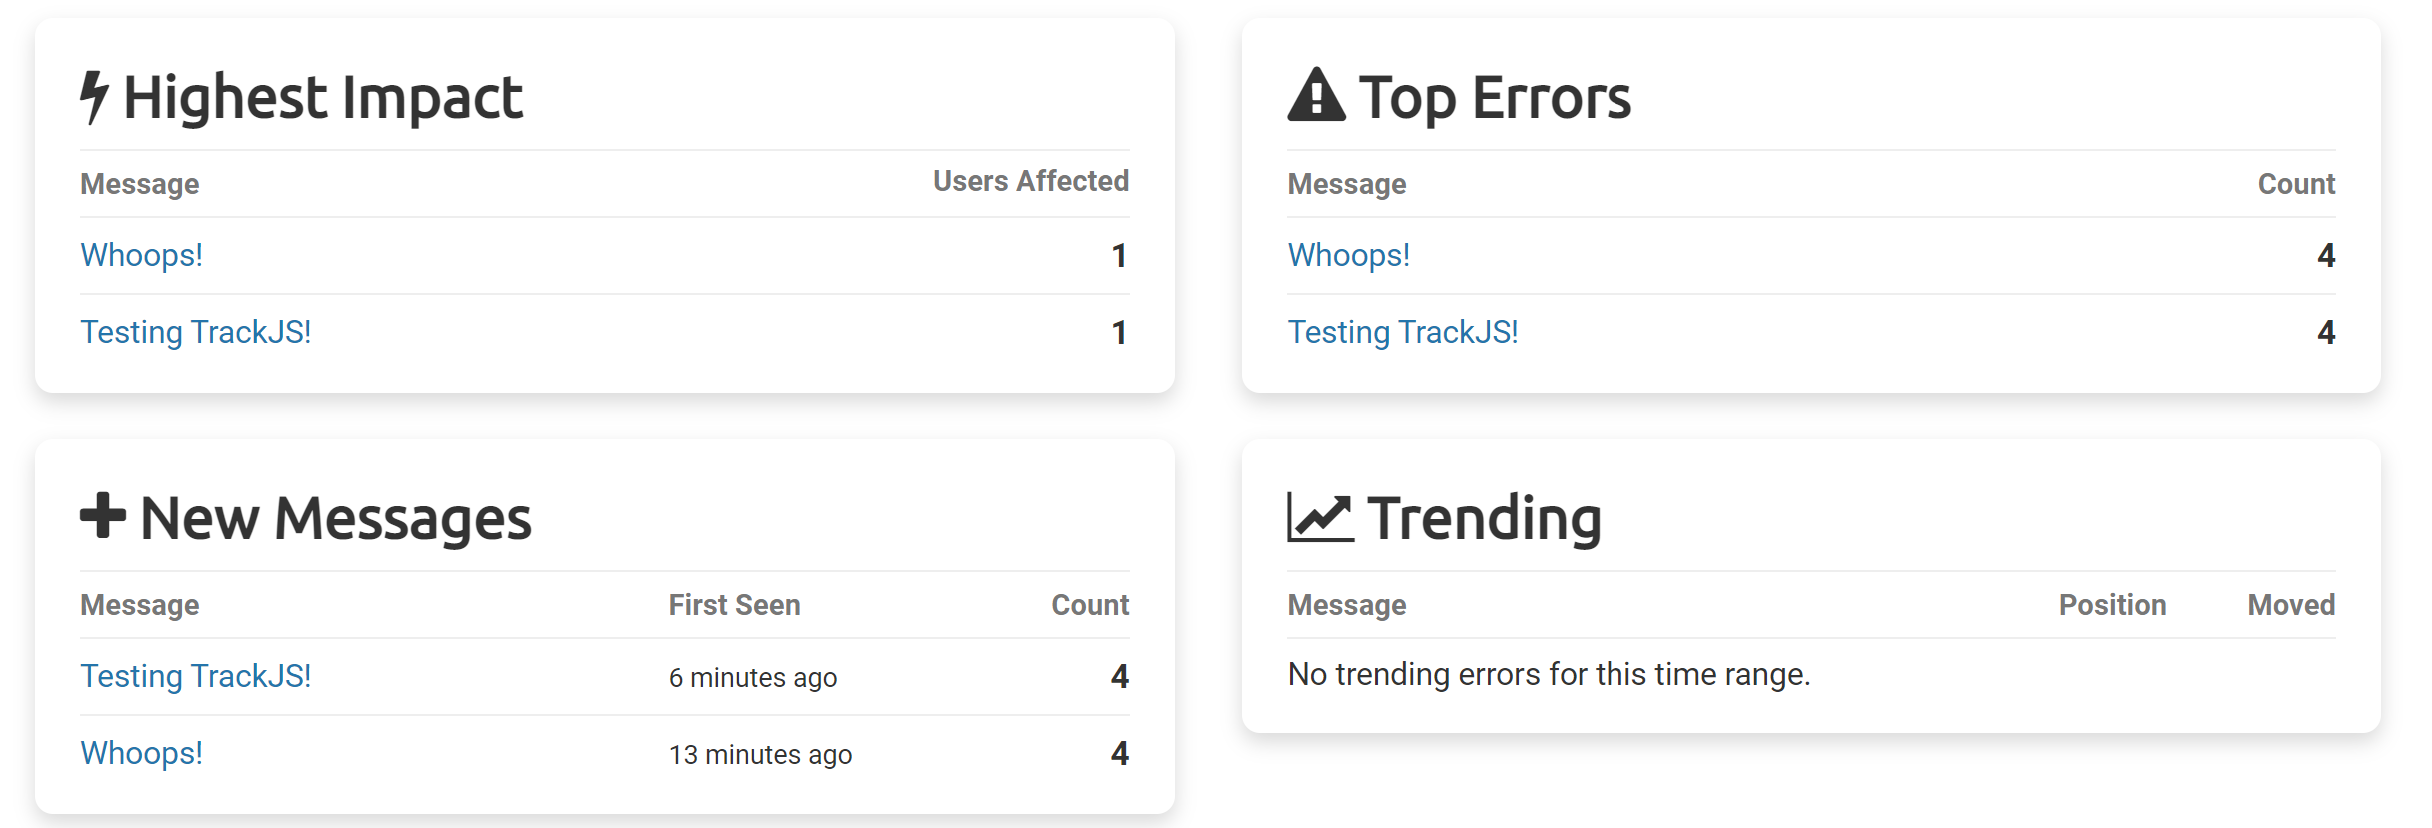 Highest Impact
Message Users Affected
Whoops! 1
Testing TrackJS! 1
Top Errors
Message Count
Whoops! 4
Testing TrackJS! 4
New Messages
Message First Seen Count
Testing TrackJS! 6 minutes ago 4
Whoops! 13 minutes ago 4
Trending
Message Position Moved
No trending errors for this time range.